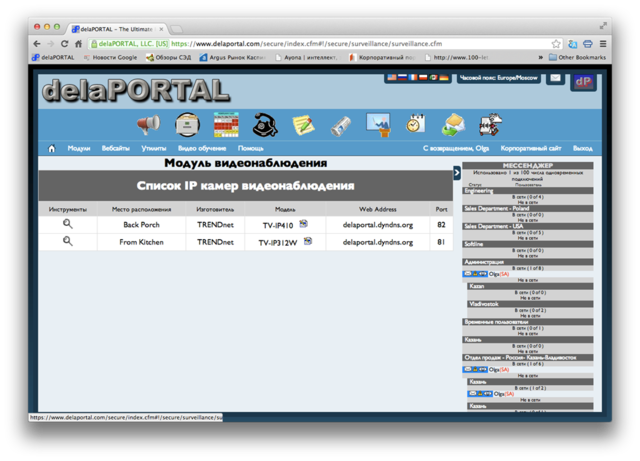 delaPORTAL – The Ultimate
delaPORTAL, LLC. [US] https://www.delaportal.com/secure/index.cfm#!/secure/surveillance/surveillance.cfm
delaPORTAL Новости Google Обзоры СЭД Argus Рынок Каспи Ayona | интеллект. Корпоративный по http://www.100-let » Other Bookmarks
delaPORTAL
Часовой пояс: Europe/Moscow
dP
Модули Вебсайты Утилиты Видео обучение Помощь С возвращением, Olga Корпоративный сайт Выход
Модуль видеонаблюдения
Список IP камер видеонаблюдения
Инструменты Место расположения Изготовитель Модель Web Address Port
Back Porch TRENDnet TV-IP410 delaportal.dyndns.org 82
From Kitchen TRENDnet TV-IP312W delaportal.dyndns.org 81
МЕССЕНДЖЕР
Использовано 1 из 100 числа одновременных
подключений
Статус Пользователь
Engineering
В сети ( 0 of 4 )
Не в сети
Sales Department - Poland
В сети ( 0 of 0 )
Не в сети
Sales Department - USA
В сети ( 0 of 3 )
Не в сети
Softline
В сети ( 0 of 0 )
Не в сети
Администрация
В сети ( 1 of 8 )
Olga(SA)
Не в сети
Kazan
В сети ( 0 of 0 )
Не в сети
Vladivostok
В сети ( 0 of 2 )
Не в сети
Временные пользователи
В сети ( 0 of 1 )
Не в сети
Казань
В сети ( 0 of 0 )
Не в сети
Отдел продаж - Россия- Казань-Владивосток
В сети ( 1 of 6 )
Olga(SA)
Не в сети
Казань
В сети ( 1 of 2 )
Olga(SA)
Не в сети
Казань
https://www.delaportal.com/secure/index.cfm#!/secure/surveillance/su